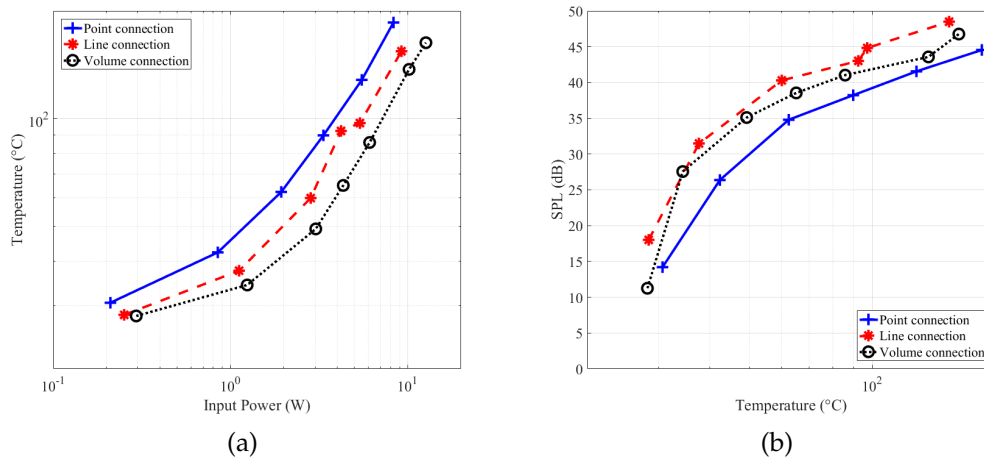 Point connection
Line connection
Volume connection
10²
Temperature (°C)
10⁻¹ 10⁰ 10¹
Input Power (W)
(a)
50
45
40
35
30
25
20
15
10
5
0
SPL (dB)
Point connection
Line connection
Volume connection
10²
Temperature (°C)
(b)